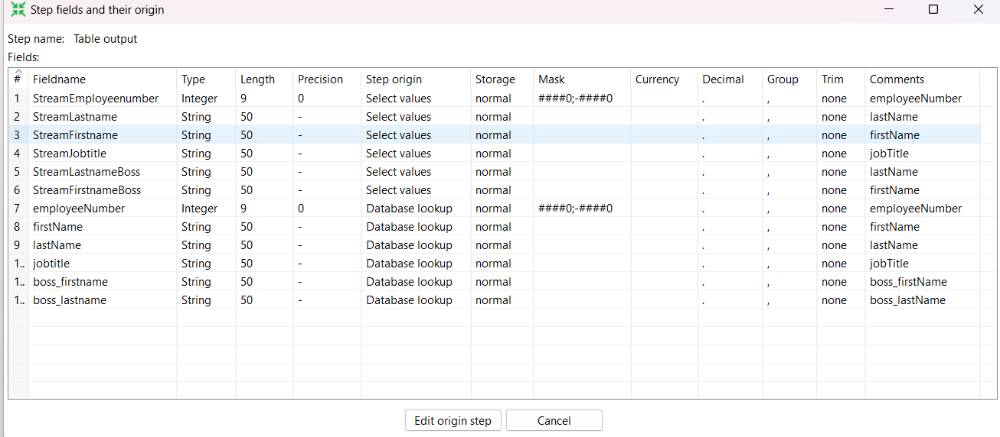 Step fields and their origin
Step name: Table output
Fields:
# Fieldname Type Length Precision Step origin Storage Mask Currency Decimal Group Trim Comments
1 StreamEmployeenumber Integer 9 0 Select values normal ####0;-####0 . , none employeeNumber
2 StreamLastname String 50 - Select values normal . , none lastName
3 StreamFirstname String 50 - Select values normal . , none firstName
4 StreamJobtitle String 50 - Select values normal . , none jobTitle
5 StreamLastnameBoss String 50 - Select values normal . , none lastName
6 StreamFirstnameBoss String 50 - Select values normal . , none firstName
7 employeeNumber Integer 9 0 Database lookup normal ####0;-####0 . , none employeeNumber
8 firstName String 50 - Database lookup normal . , none firstName
9 lastName String 50 - Database lookup normal . , none lastName
1.. jobtitle String 50 - Database lookup normal . , none jobTitle
1.. boss_firstname String 50 - Database lookup normal . , none boss_firstName
1.. boss_lastname String 50 - Database lookup normal . , none boss_lastName
Edit origin step Cancel